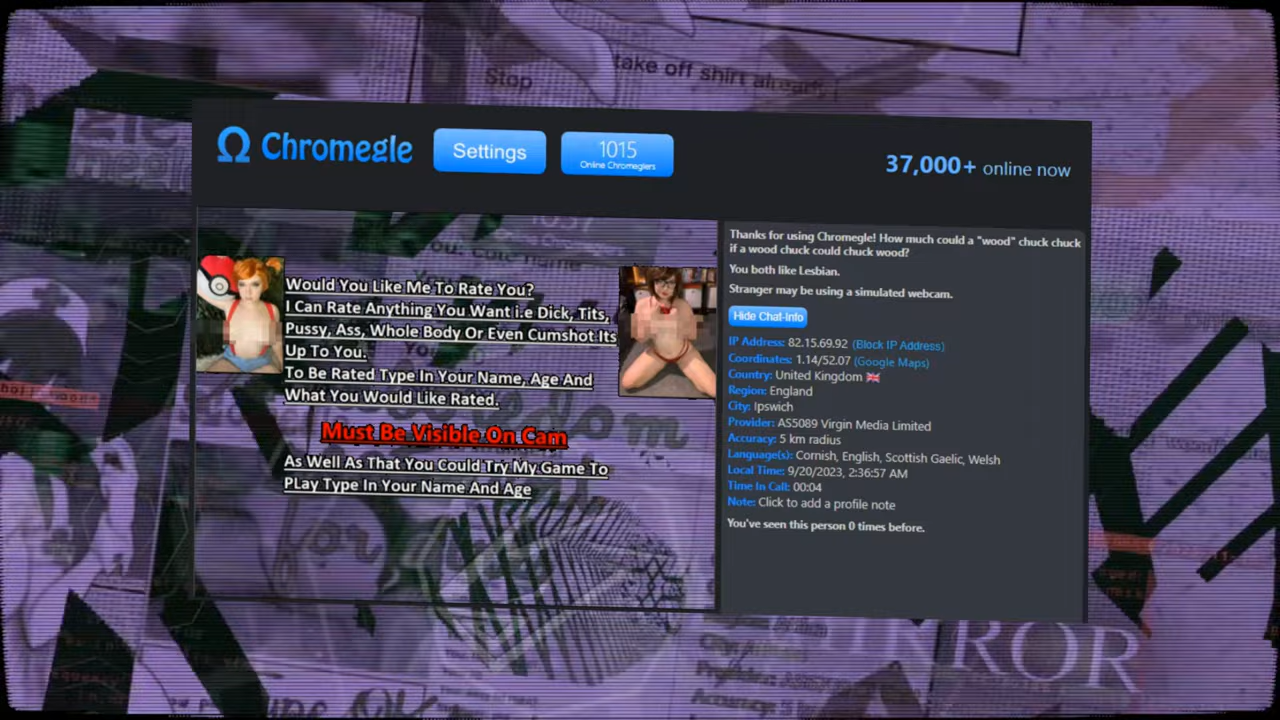 Stop
take off shirt already
Ω Chromegle
Settings
1015
Online Chromeglers
37,000+ online now
Would You Like Me To Rate You?
I Can Rate Anything You Want i.e Dick, Tits,
Pussy, Ass, Whole Body Or Even Cumshot Its
Up To You.
To Be Rated Type In Your Name, Age And
What You Would Like Rated.
Must Be Visible On Cam
As Well As That You Could Try My Game To
PLay Type In Your Name And Age
Thanks for using Chromegle! How much could a "wood" chuck chuck
if a wood chuck could chuck wood?
You both like Lesbian.
Stranger may be using a simulated webcam.
Hide Chat-Info
IP Address: 82.15.69.92 (Block IP Address)
Coordinates: 1.14/52.07 (Google Maps)
Country: United Kingdom
Region: England
City: Ipswich
Provider: AS5089 Virgin Media Limited
Accuracy: 5 km radius
Language(s): Cornish, English, Scottish Gaelic, Welsh
Local Time: 9/20/2023, 2:36:57 AM
Time In Call: 00:04
Note: Click to add a profile note
You've seen this person 0 times before.